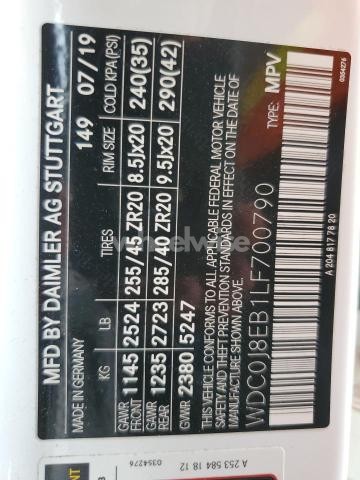 MFD BY DAIMLER AG STUTTGART
MADE IN GERMANY 149 07/19
KG LB TIRES RIM SIZE COLD KPA(PSI)
GAWR FRONT 1145 2524 255/45 ZR20 8.5Jx20 240(35)
GAWR REAR 1235 2723 285/40 ZR20 9.5Jx20 290(42)
GVWR 2380 5247
THIS VEHICLE CONFORMS TO ALL APPLICABLE FEDERAL MOTOR VEHICLE
SAFETY AND THEFT PREVENTION STANDARDS IN EFFECT ON THE DATE OF
MANUFACTURE SHOWN ABOVE.
WDC0J8EB1LF700790 TYPE: MPV
A 204 817 78 20
0354276
A 253 584 18 12
0354276